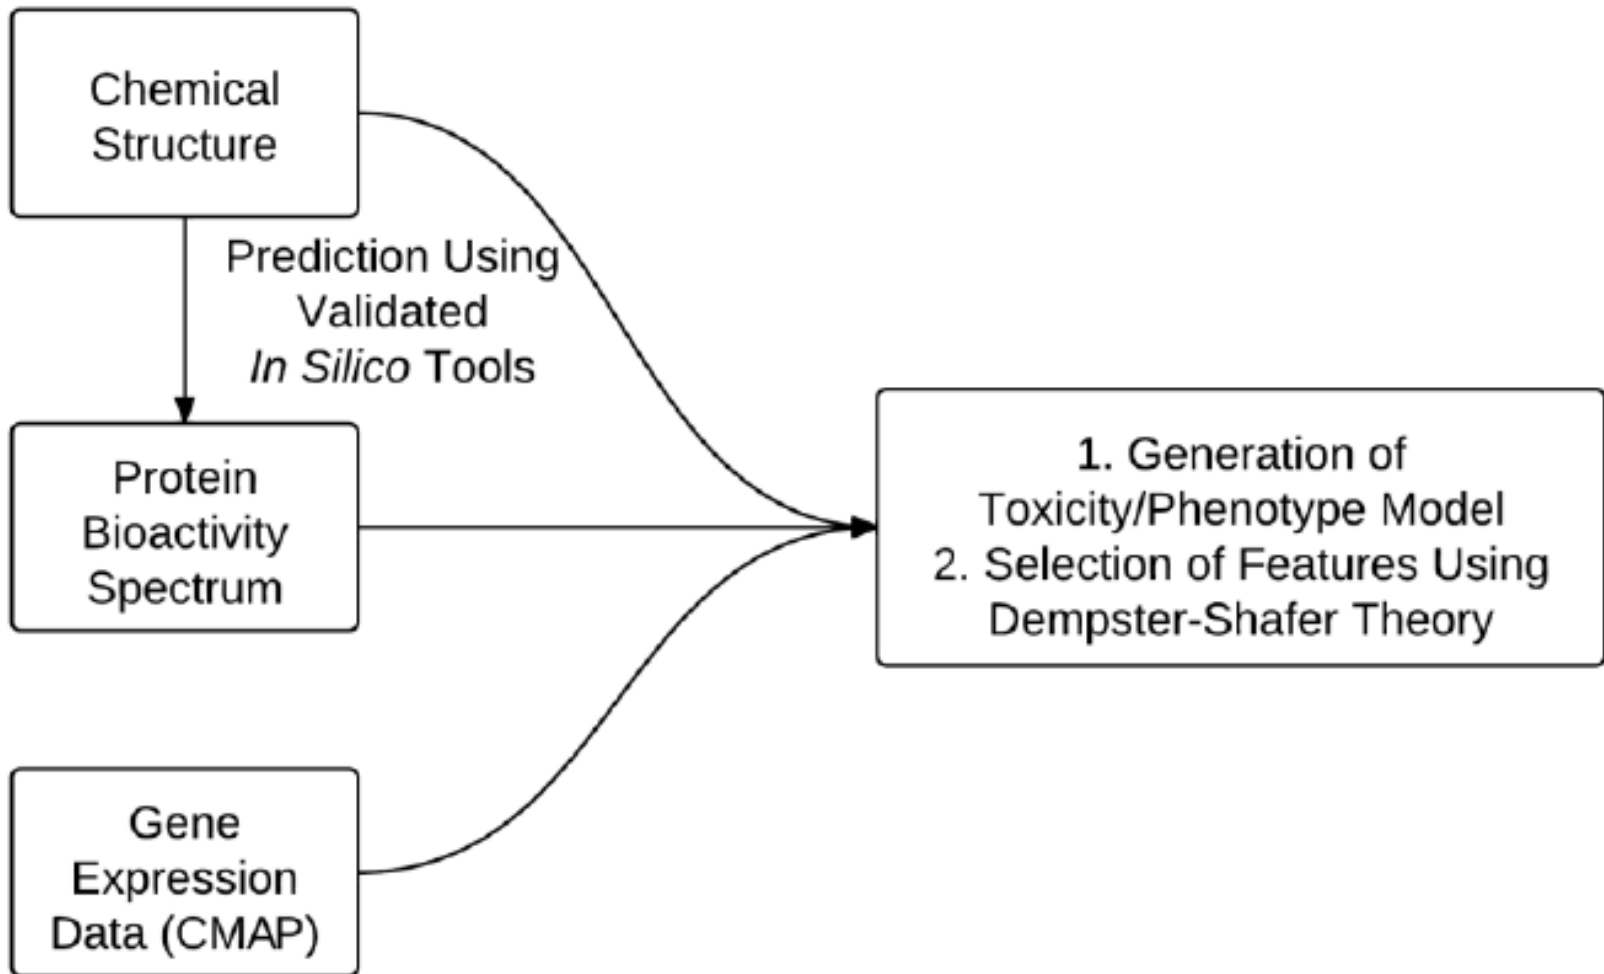 Chemical
Structure
Prediction Using
Validated
In Silico Tools
Protein
Bioactivity
Spectrum
1. Generation of
Toxicity/Phenotype Model
2. Selection of Features Using
Dempster-Shafer Theory
Gene
Expression
Data (CMAP)